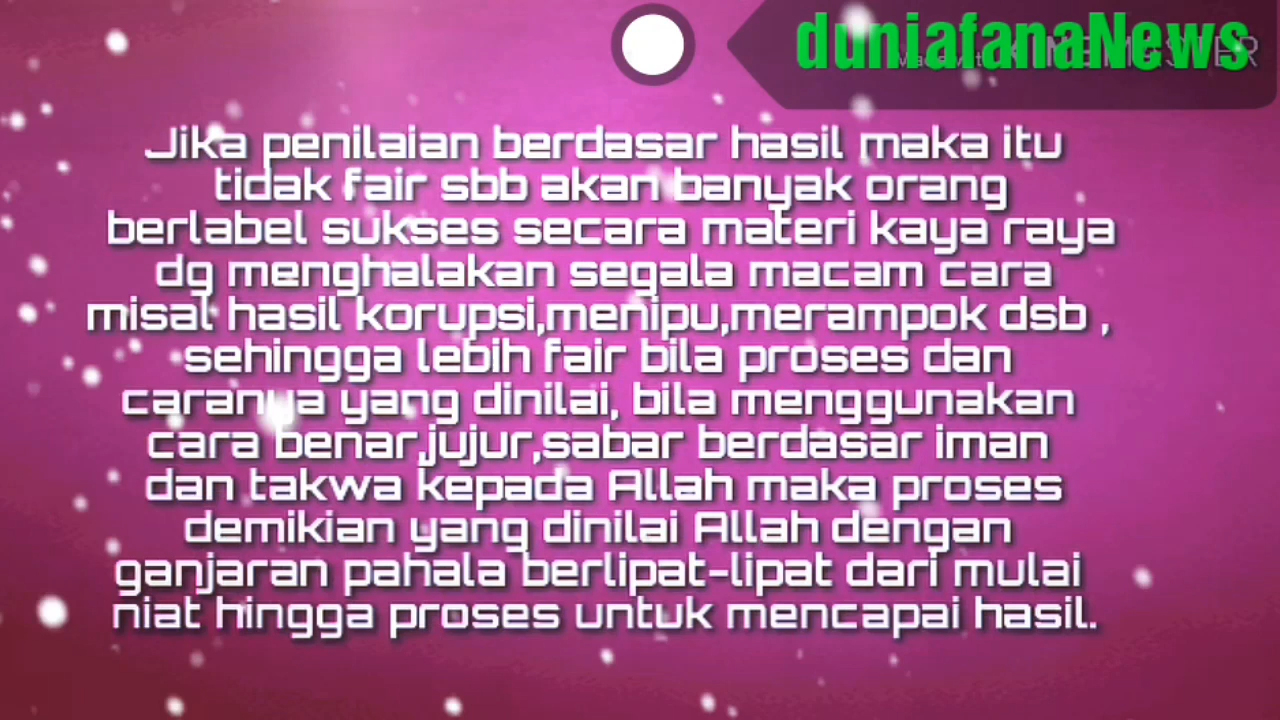 duniafanaNews
Jika penilaian berdasar hasil maka itu
tidak fair sbb akan banyak orang
berlabel sukses secara materi kaya raya
dg menghalakan segala macam cara
misal hasil korupsi,menipu,merampok dsb ,
sehingga lebih fair bila proses dan
caranya yang dinilai, bila menggunakan
cara benar,jujur,sabar berdasar iman
dan takwa kepada Allah maka proses
demikian yang dinilai Allah dengan
ganjaran pahala berlipat-lipat dari mulai
niat hingga proses untuk mencapai hasil.